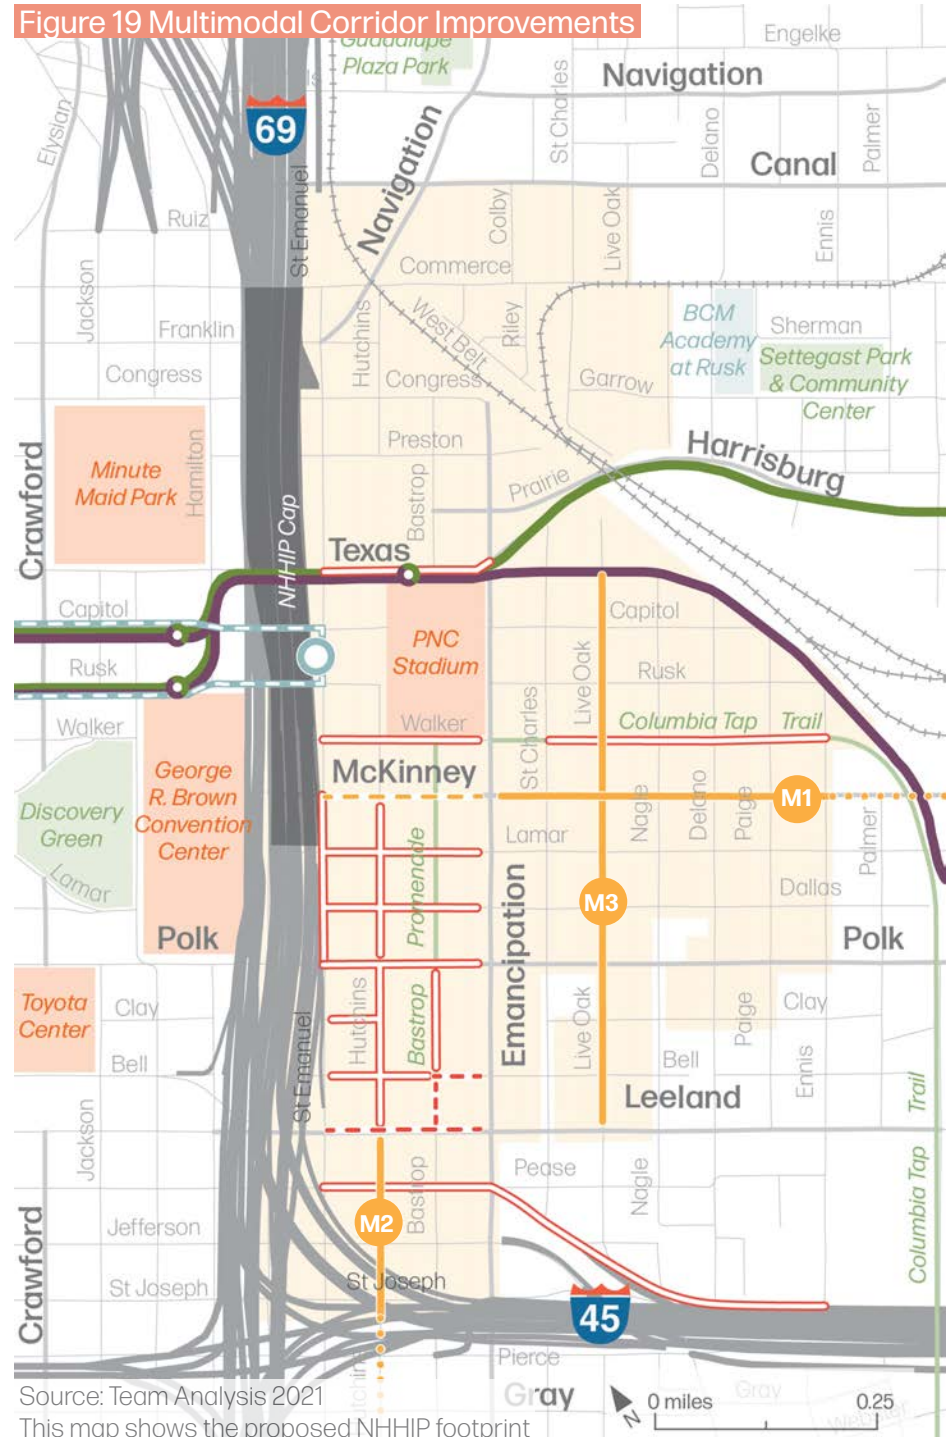 Figure 19 Multimodal Corridor Improvements
Engelke
Guadalupe
Plaza Park
Navigation
69
St Charles
Elysian
Delano
Palmer
Navigation
Canal
St Emanuel
Ruiz
Colby
Live Oak
Ennis
Commerce
Jackson
Franklin
Hutchins
West Belt
Riley
BCM
Academy
at Rusk
Sherman
Settegast Park
& Community
Center
Congress
Congress
Garrow
Crawford
Minute
Maid Park
Hamilton
Preston
Bastrop
Prairie
Harrisburg
NHHIP Cap
Texas
Capitol
Capitol
PNC
Stadium
Live Oak
Rusk
Rusk
St Charles
Walker
Walker
Columbia Tap Trail
George
R. Brown
Convention
Center
McKinney
Discovery
Green
Lamar
Nagle
Delano
Paige
M1
Palmer
Promenade
Lamar
Emancipation
Dallas
M3
Polk
Polk
Toyota
Center
Clay
Hutchins
Bastrop
Live Oak
Paige
Clay
Bell
St Emanuel
Bell
Ennis
Leeland
Trail
Jackson
Bastrop
Pease
Nagle
Columbia Tap
Crawford
Jefferson
M2
St Joseph
St Joseph
45
Pierce
Source: Team Analysis 2021
Gray
N
0 miles
0.25
Gray
Webster
This map shows the proposed NHHIP footprint